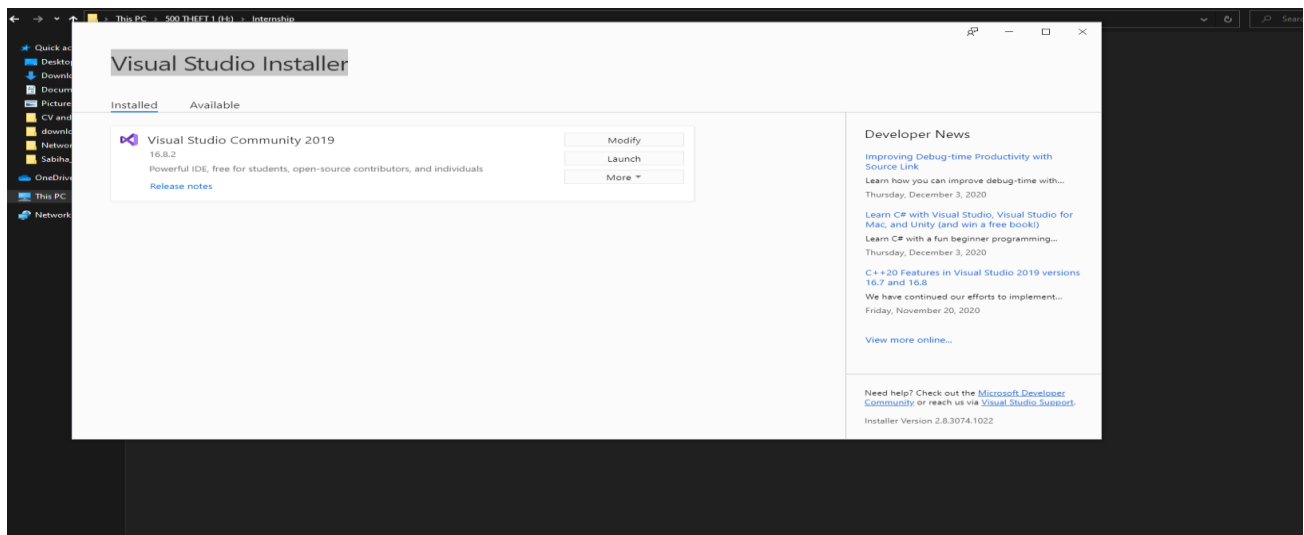 This PC > 500 THEFT 1 (H:) > Internship
Quick ac
Desktop
Downlo
Docum
Picture
CV and
downlo
Networ
Sabiha_
OneDrive
This PC
Network
Visual Studio Installer
Installed Available
Visual Studio Community 2019
16.8.2
Powerful IDE, free for students, open-source contributors, and individuals
Release notes
Modify
Launch
More
Developer News
Improving Debug-time Productivity with
Source Link
Learn how you can improve debug-time with...
Thursday, December 3, 2020
Learn C# with Visual Studio, Visual Studio for
Mac, and Unity (and win a free book!)
Learn C# with a fun beginner programming...
Thursday, December 3, 2020
C++20 Features in Visual Studio 2019 versions
16.7 and 16.8
We have continued our efforts to implement...
Friday, November 20, 2020
View more online...
Need help? Check out the Microsoft Developer
Community or reach us via Visual Studio Support.
Installer Version 2.8.3074.1022